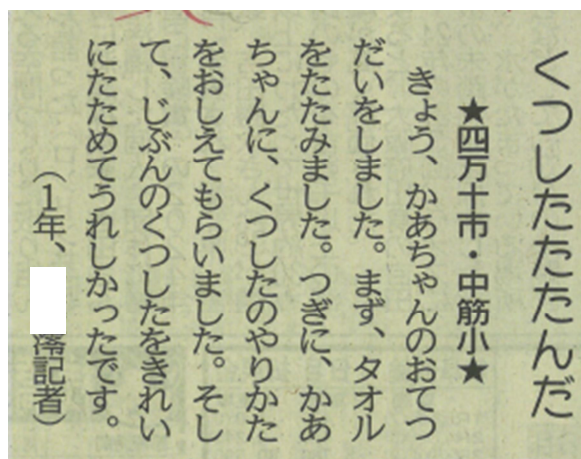 くつしたたたんだ
★四万十市・中筋小★
きょう、かあちゃんのおてつ
だいをしました。まず、タオル
をたたみました。つぎに、かあ
ちゃんに、くつしたのやりかた
をおしえてもらいました。そし
て、じぶんのくつしたをきれい
にたためてうれしかったです。
（1年、澪記者）